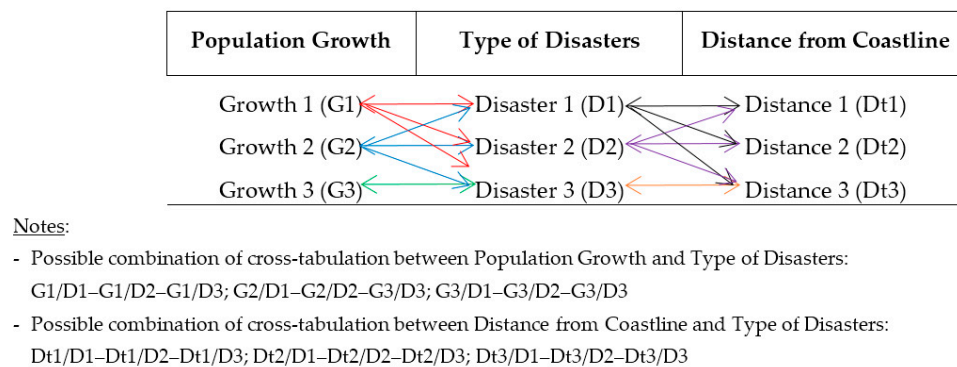 Population Growth Type of Disasters Distance from Coastline
Growth 1 (G1) Disaster 1 (D1) Distance 1 (Dt1)
Growth 2 (G2) Disaster 2 (D2) Distance 2 (Dt2)
Growth 3 (G3) Disaster 3 (D3) Distance 3 (Dt3)
Notes:
- Possible combination of cross-tabulation between Population Growth and Type of Disasters:
G1/D1–G1/D2–G1/D3; G2/D1–G2/D2–G3/D3; G3/D1–G3/D2–G3/D3
- Possible combination of cross-tabulation between Distance from Coastline and Type of Disasters:
Dt1/D1–Dt1/D2–Dt1/D3; Dt2/D1–Dt2/D2–Dt2/D3; Dt3/D1–Dt3/D2–Dt3/D3